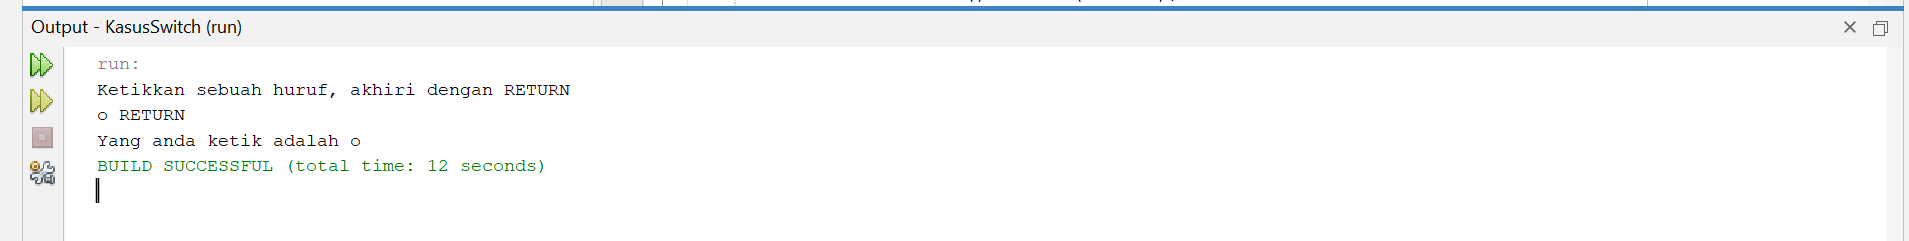 Output - KasusSwitch (run)
run:
Ketikkan sebuah huruf, akhiri dengan RETURN
o RETURN
Yang anda ketik adalah o
BUILD SUCCESSFUL (total time: 12 seconds)